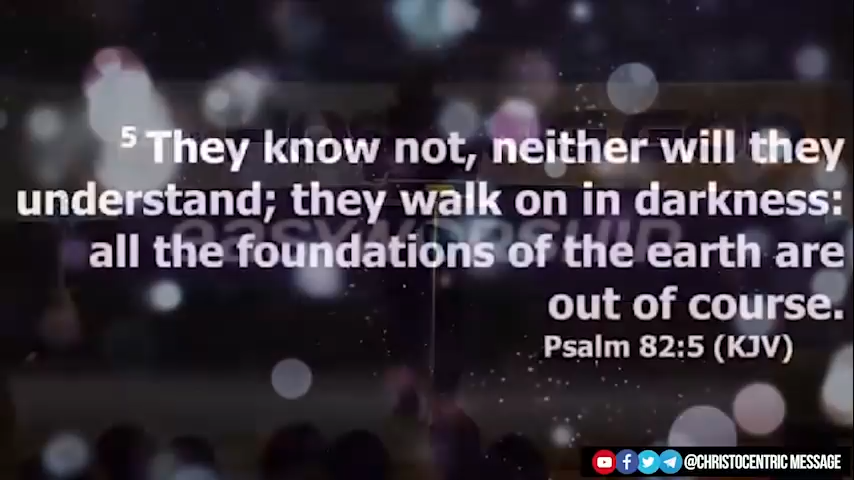 5 They know not, neither will they
understand; they walk on in darkness:
all the foundations of the earth are
out of course.
Psalm 82:5 (KJV)
@CHRISTOCENTRIC MESSAGE